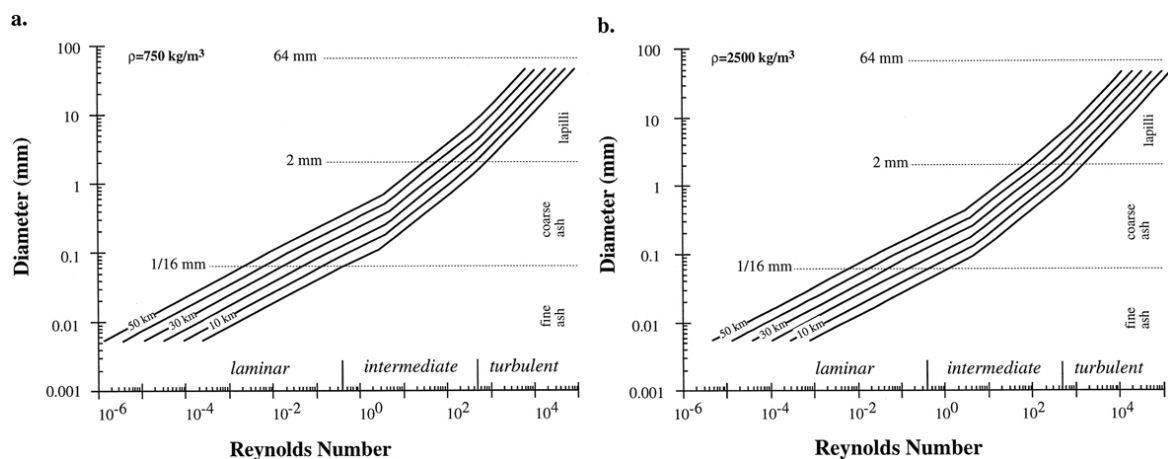 a.
ρ=750 kg/m³
64 mm
2 mm
1/16 mm
100
10
1
0.1
0.01
0.001
Diameter (mm)
lapilli
coarse
ash
fine
ash
50 km
30 km
10 km
laminar
intermediate
turbulent
10⁻⁶
10⁻⁴
10⁻²
10⁰
10²
10⁴
Reynolds Number
b.
ρ=2500 kg/m³
64 mm
2 mm
1/16 mm
100
10
1
0.1
0.01
0.001
Diameter (mm)
lapilli
coarse
ash
fine
ash
50 km
30 km
10 km
laminar
intermediate
turbulent
10⁻⁶
10⁻⁴
10⁻²
10⁰
10²
10⁴
Reynolds Number